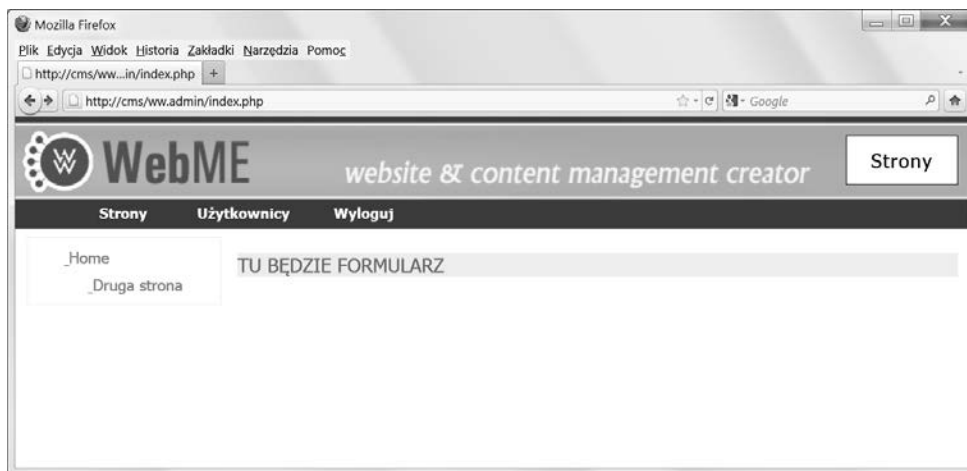 Mozilla Firefox
Plik Edycja Widok Historia Zakładki Narzędzia Pomoc
http://cms/ww...in/index.php +
http://cms/ww.admin/index.php Google
W WebME website & content management creator Strony
Strony Użytkownicy Wyloguj
_Home
TU BĘDZIE FORMULARZ
_Druga strona